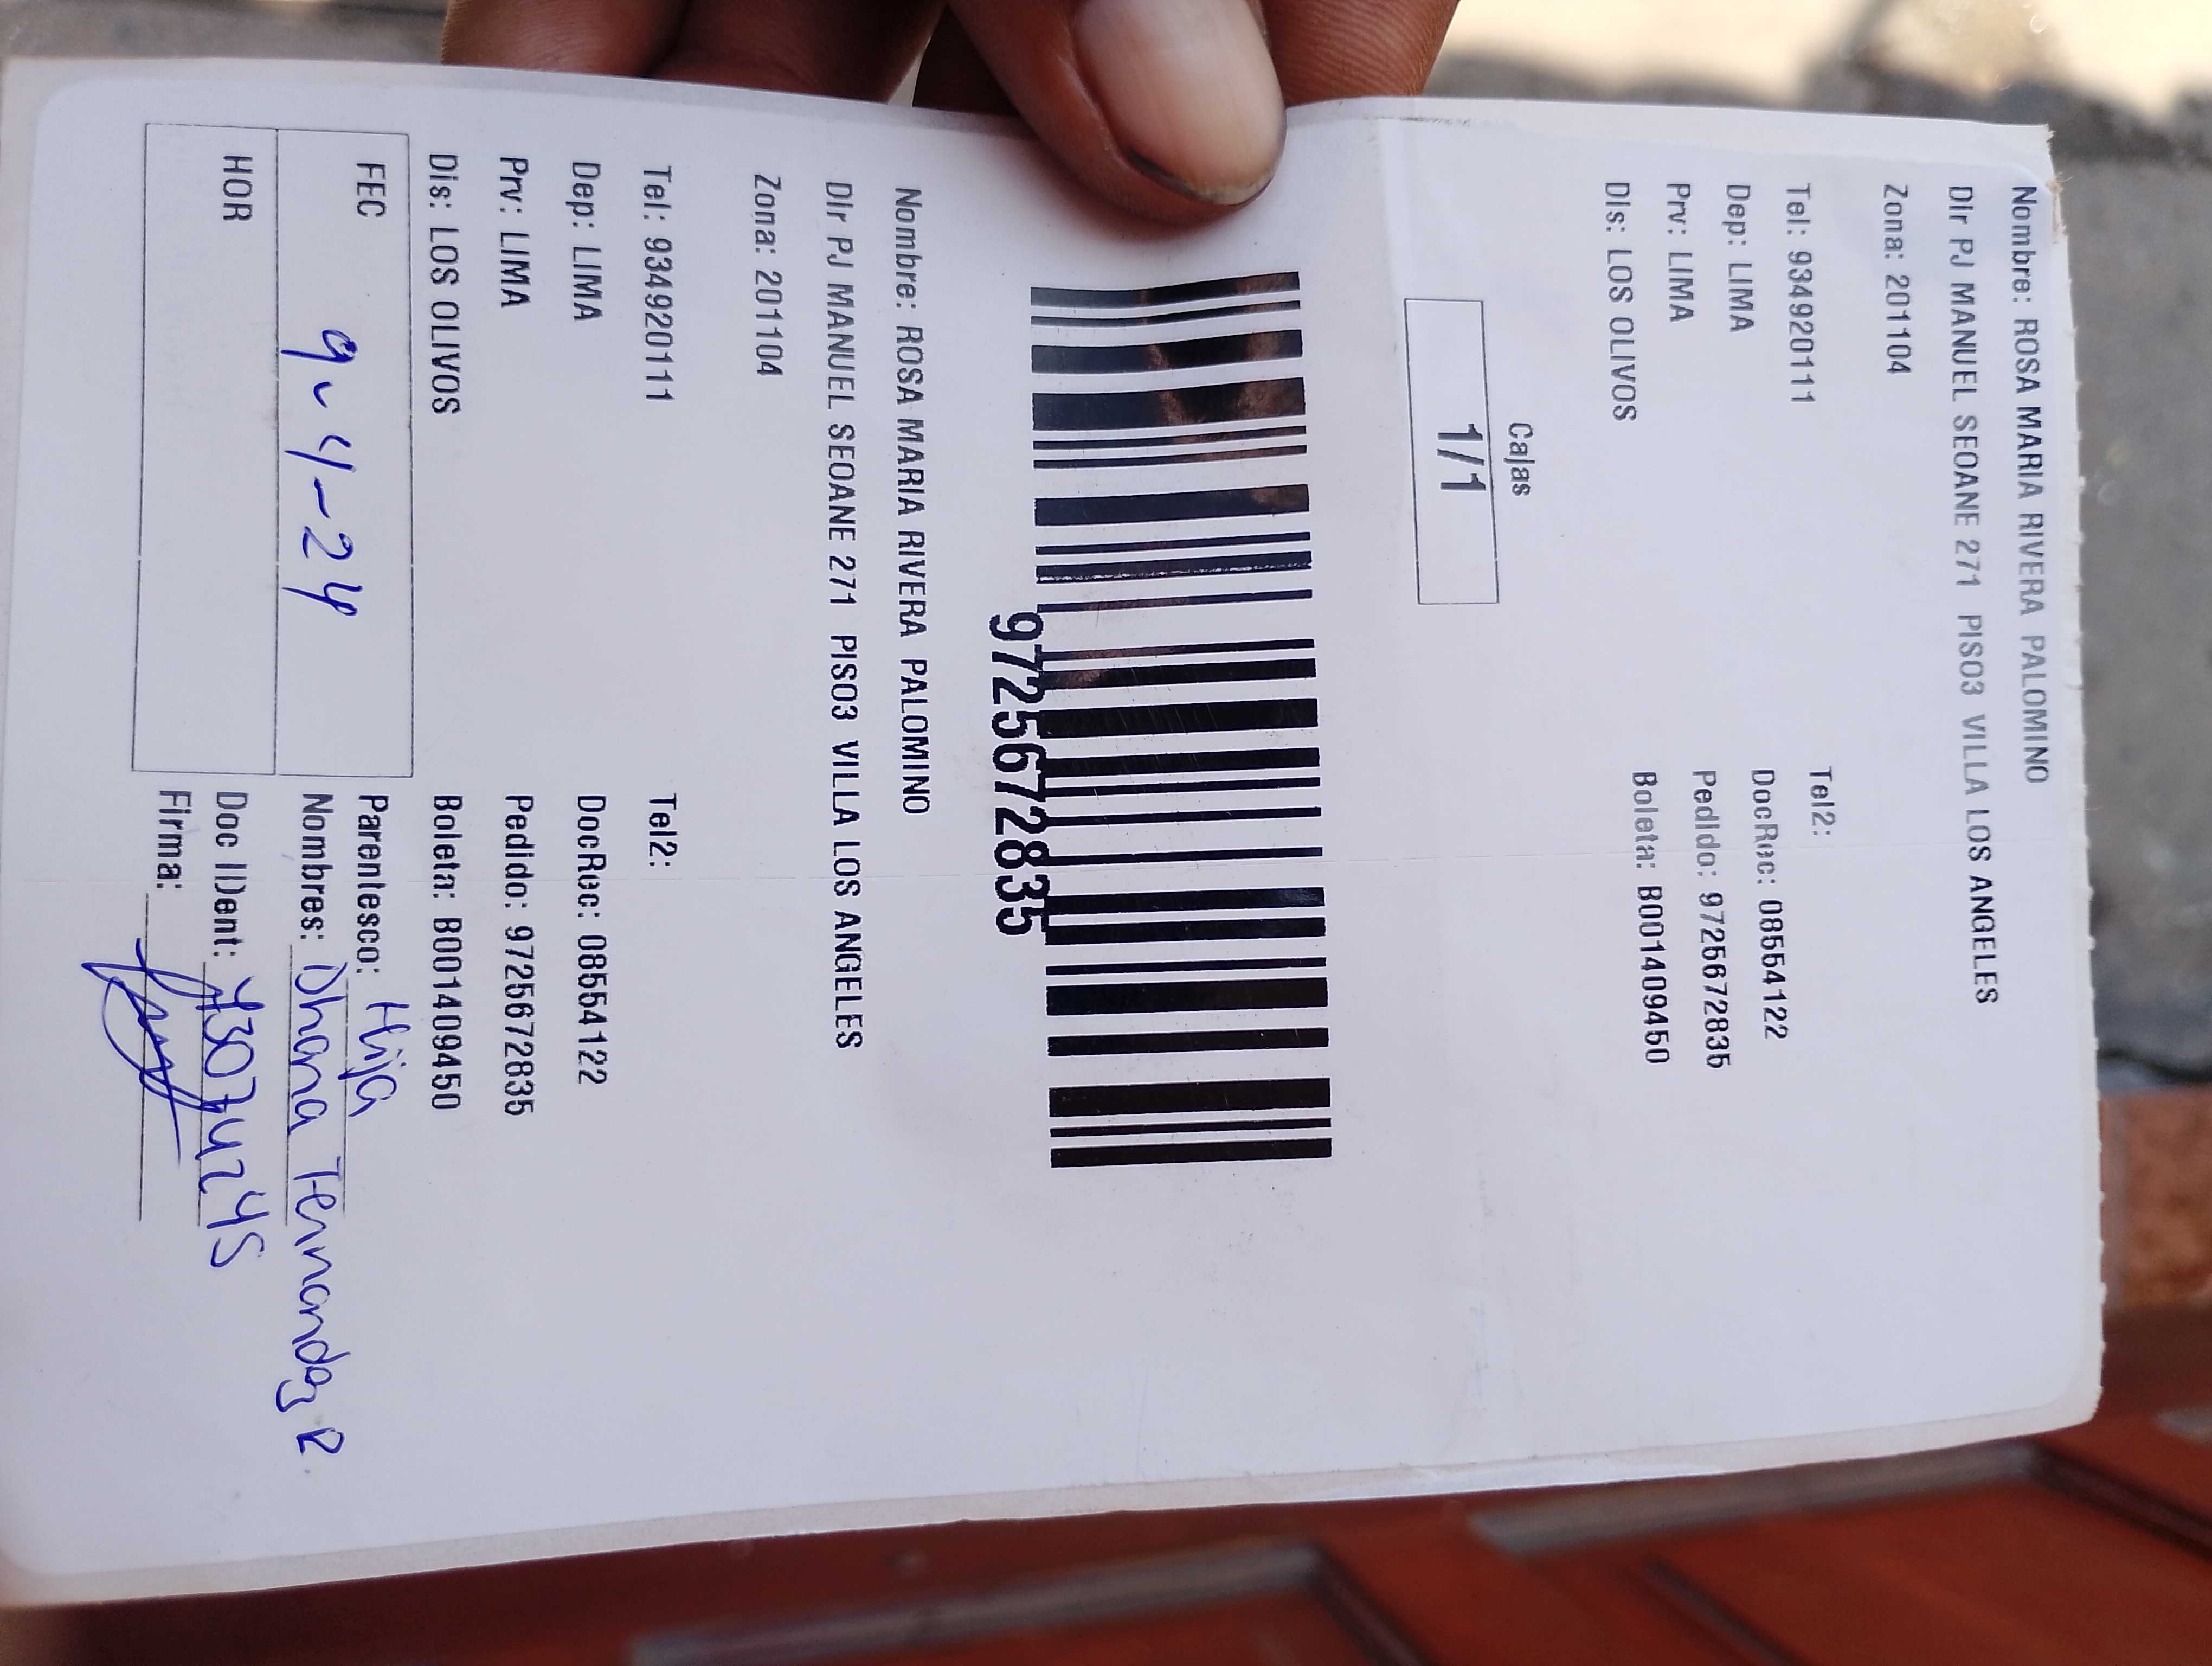 Nombre: ROSA MARIA RIVERA PALOMINO
Dir PJ MANUEL SEOANE 271 PISO3 VILLA LOS ANGELES
Zona: 201104
Tel: 934920111 Tel2:
Dep: LIMA DocRec: 08554122
Prv: LIMA Pedido: 9725672835
Dis: LOS OLIVOS Boleta: B001409450
Cajas
1/1
9725672835
Nombre: ROSA MARIA RIVERA PALOMINO
Dir PJ MANUEL SEOANE 271 PISO3 VILLA LOS ANGELES
Zona: 201104
Tel: 934920111 Tel2:
Dep: LIMA DocRec: 08554122
Prv: LIMA Pedido: 9725672835
Dis: LOS OLIVOS Boleta: B001409450
FEC 9-4-24 Parentesco: Hija
Nombres: Dhana Fernandez R.
HOR Doc IDent: 73074245
Firma: